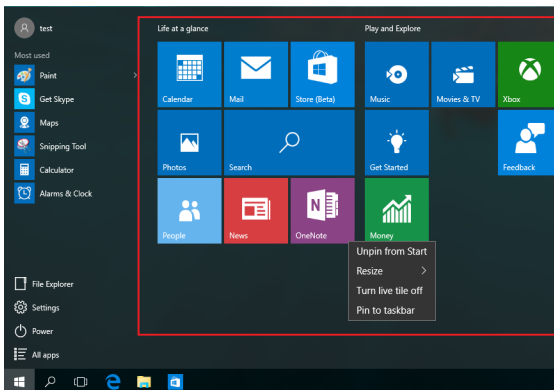 test
Most used
Paint
Get Skype
Maps
Snipping Tool
Calculator
Alarms & Clock
File Explorer
Settings
Power
All apps
Life at a glance
Calendar
Mail
Store (Beta)
Photos
Search
People
News
OneNote
Play and Explore
Music
Movies & TV
Xbox
Get Started
Feedback
Money
Unpin from Start
Resize
Turn live tile off
Pin to taskbar